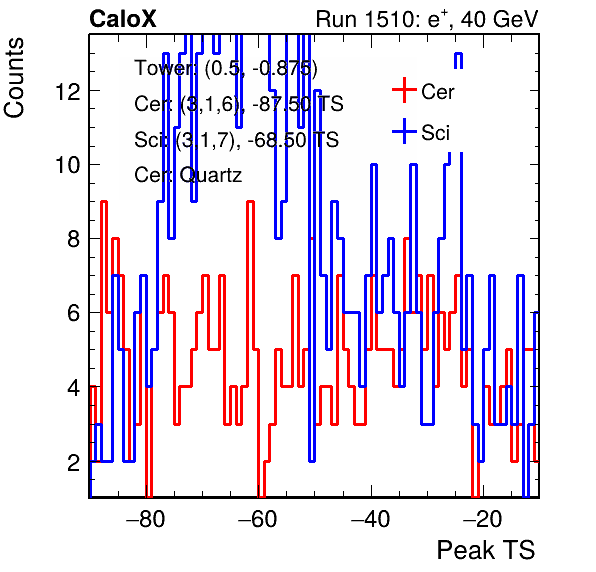 CaloX Run 1510: e+, 40 GeV
Counts
Tower: (0.5, -0.875)
Cer: (3,1,6), -87.50 TS
Sci: (3,1,7), -68.50 TS
Cer: Quartz
Cer
Sci
12
10
8
6
4
2
−80 −60 −40 −20
Peak TS